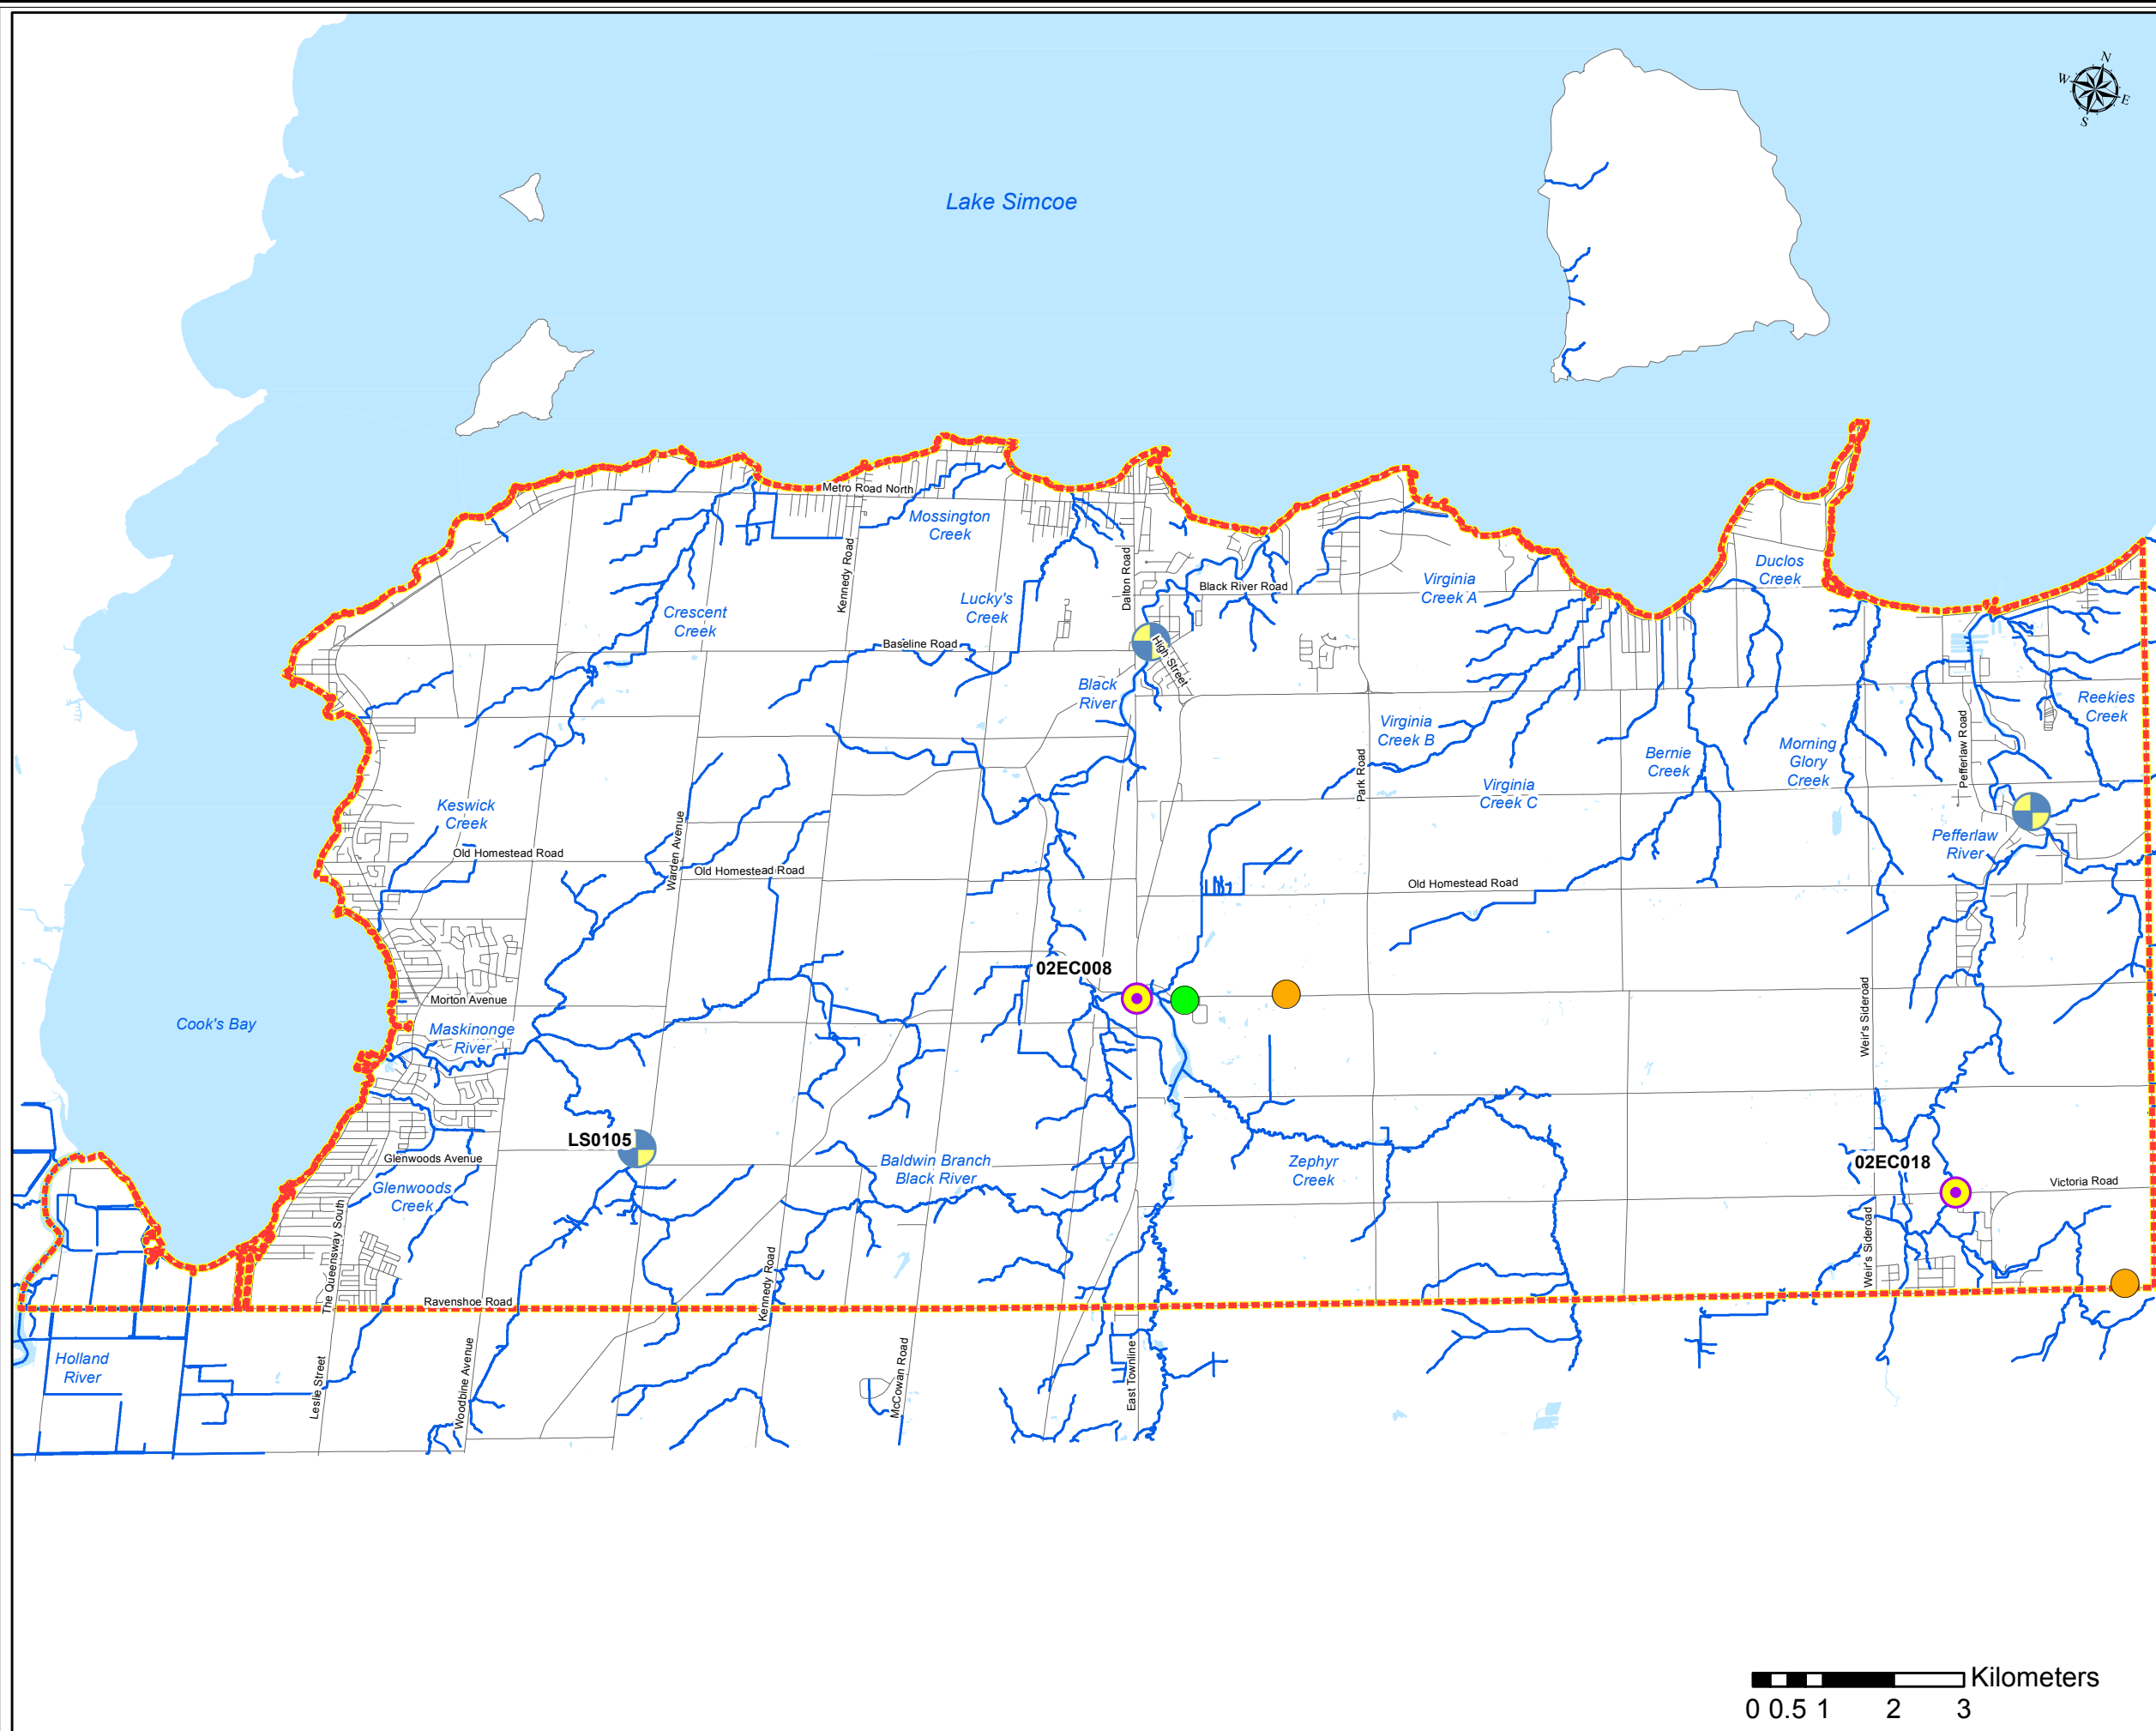 N
W
E
S
Lake Simcoe
Metro Road North
Mossington
Creek
Kennedy Road
Dalton Road
Black River Road
Duclos
Creek
Virginia
Creek A
Lucky's
Creek
Crescent
Creek
Baseline Road
High Street
Black
River
Reekies
Creek
Virginia
Creek B
Pefferlaw Road
Morning
Glory
Creek
Bernie
Creek
Park Road
Virginia
Creek C
Keswick
Creek
Pefferlaw
River
Old Homestead Road
Warden Avenue
Old Homestead Road
Old Homestead Road
02EC008
Morton Avenue
Cook's Bay
Maskinonge
River
Weir's Sideroad
LS0105
Glenwoods Avenue
Baldwin Branch
Black River
Zephyr
Creek
02EC018
Victoria Road
Glenwoods
Creek
The Queensway South
Weir's Sideroad
Kennedy Road
Ravenshoe Road
Holland
River
Leslie Street
Woodbine Avenue
McCowan Road
East Townline
Kilometers
0 0.5 1 2 3